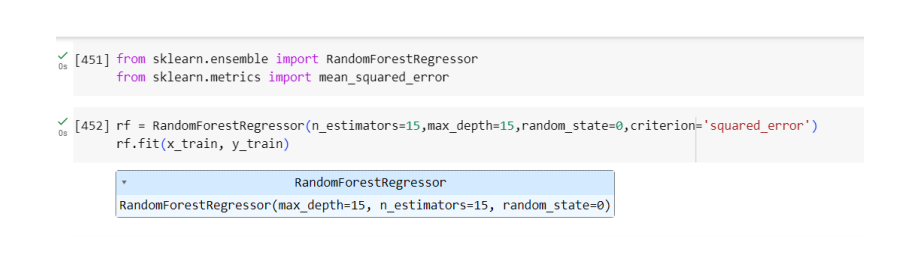 [451] from sklearn.ensemble import RandomForestRegressor
0s
from sklearn.metrics import mean_squared_error
[452] rf = RandomForestRegressor(n_estimators=15,max_depth=15,random_state=0,criterion='squared_error')
0s
rf.fit(x_train, y_train)
RandomForestRegressor
RandomForestRegressor(max_depth=15, n_estimators=15, random_state=0)